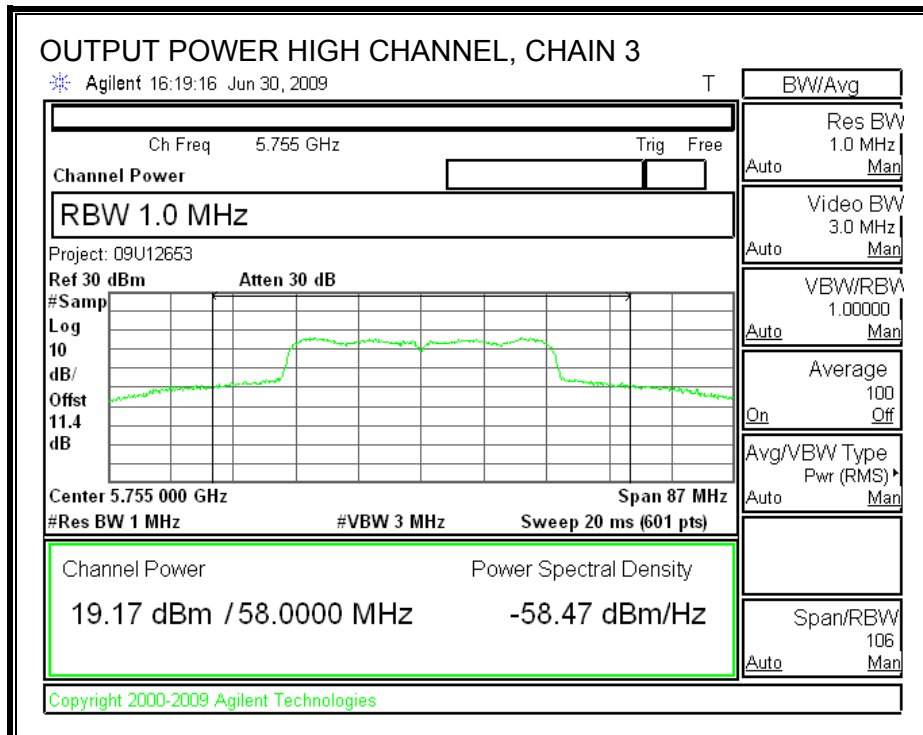 OUTPUT POWER HIGH CHANNEL, CHAIN 3
Agilent 16:19:16 Jun 30, 2009 T
Ch Freq 5.755 GHz Trig Free
Channel Power
RBW 1.0 MHz
Project: 09U12653
Ref 30 dBm Atten 30 dB
#Samp
Log
10
dB/
Offst
11.4
dB
Center 5.755 000 GHz Span 87 MHz
#Res BW 1 MHz #VBW 3 MHz Sweep 20 ms (601 pts)
Channel Power Power Spectral Density
19.17 dBm / 58.0000 MHz -58.47 dBm/Hz
Copyright 2000-2009 Agilent Technologies
BW/Avg
Res BW
1.0 MHz
Auto Man
Video BW
3.0 MHz
Auto Man
VBW/RBW
1.00000
Auto Man
Average
100
On Off
Avg/VBW Type
Pwr (RMS)
Auto Man
Span/RBW
106
Auto Man